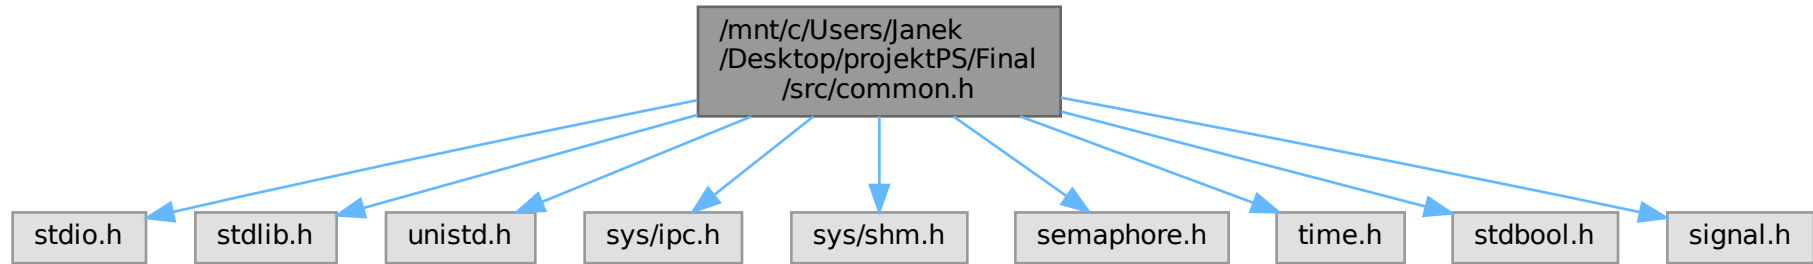 /mnt/c/Users/Janek
/Desktop/projektPS/Final
/src/common.h
stdio.h
stdlib.h
unistd.h
sys/ipc.h
sys/shm.h
semaphore.h
time.h
stdbool.h
signal.h